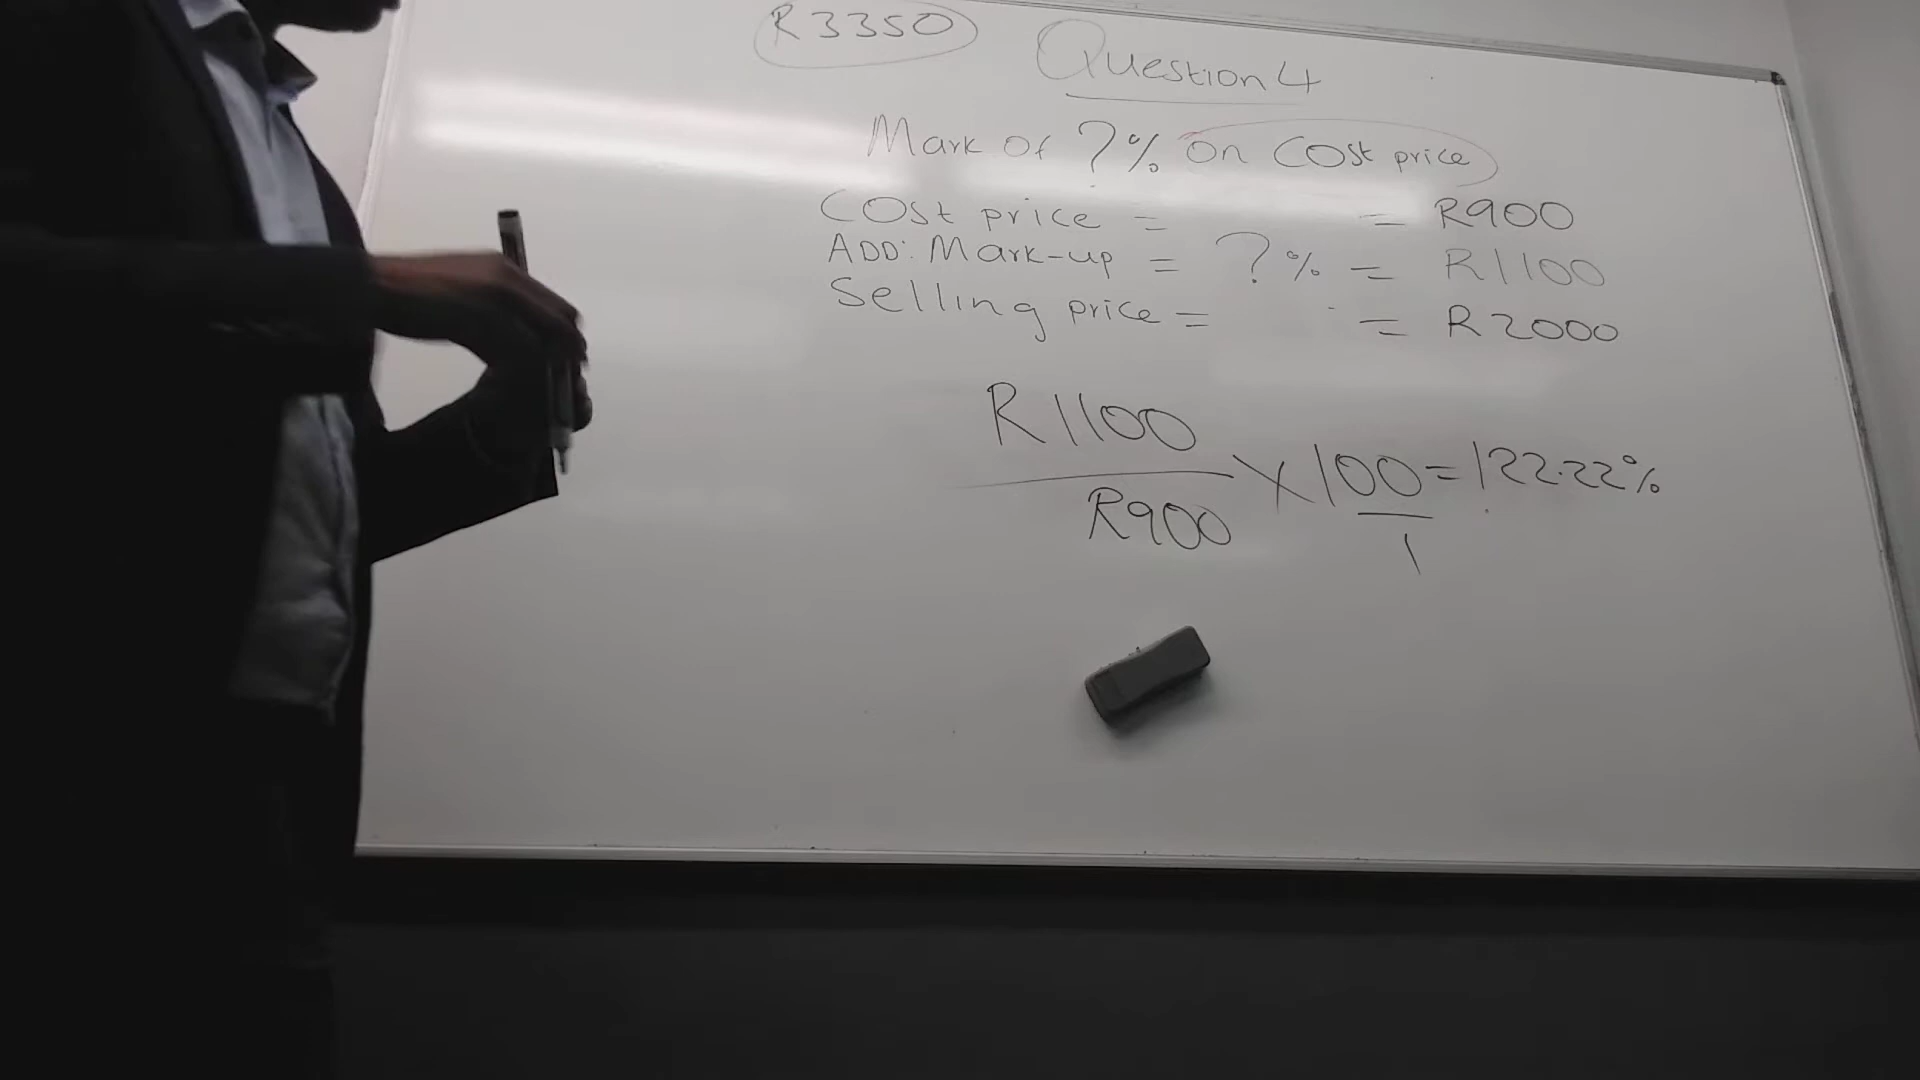 R3350
Question 4
Mark of ?% on Cost price
Cost price = = R900
ADD: Mark-up = ?% = R1100
Selling price = = R2000
R1100
R900
× 100 = 122.22%
1